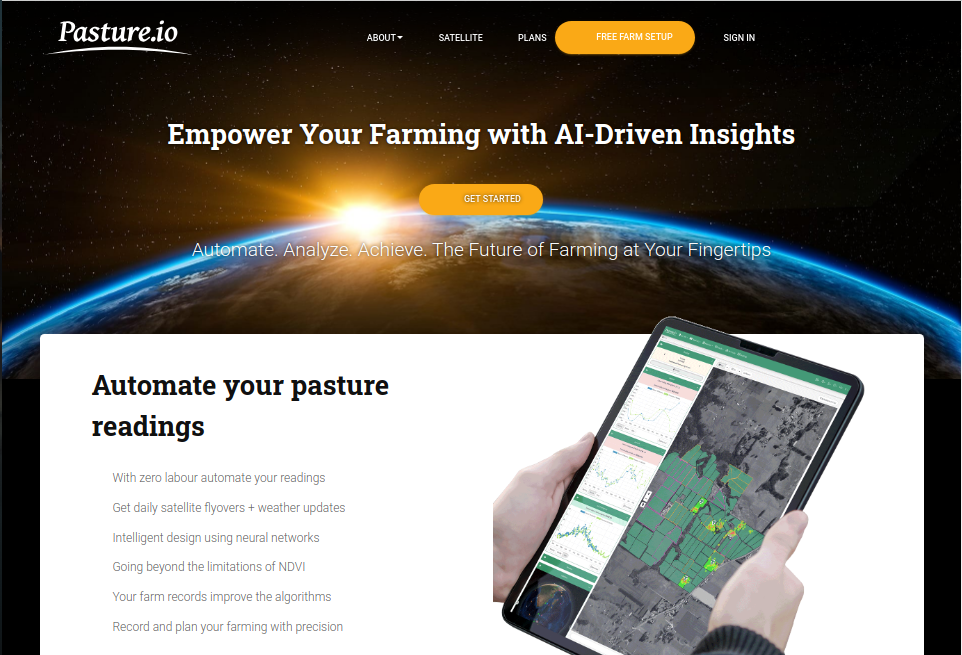 Pasture.io
ABOUT
SATELLITE
PLANS
FREE FARM SETUP
SIGN IN
Empower Your Farming with AI-Driven Insights
GET STARTED
Automate. Analyze. Achieve. The Future of Farming at Your Fingertips
Automate your pasture
readings
With zero labour automate your readings
Get daily satellite flyovers + weather updates
Intelligent design using neural networks
Going beyond the limitations of NDVI
Your farm records improve the algorithms
Record and plan your farming with precision